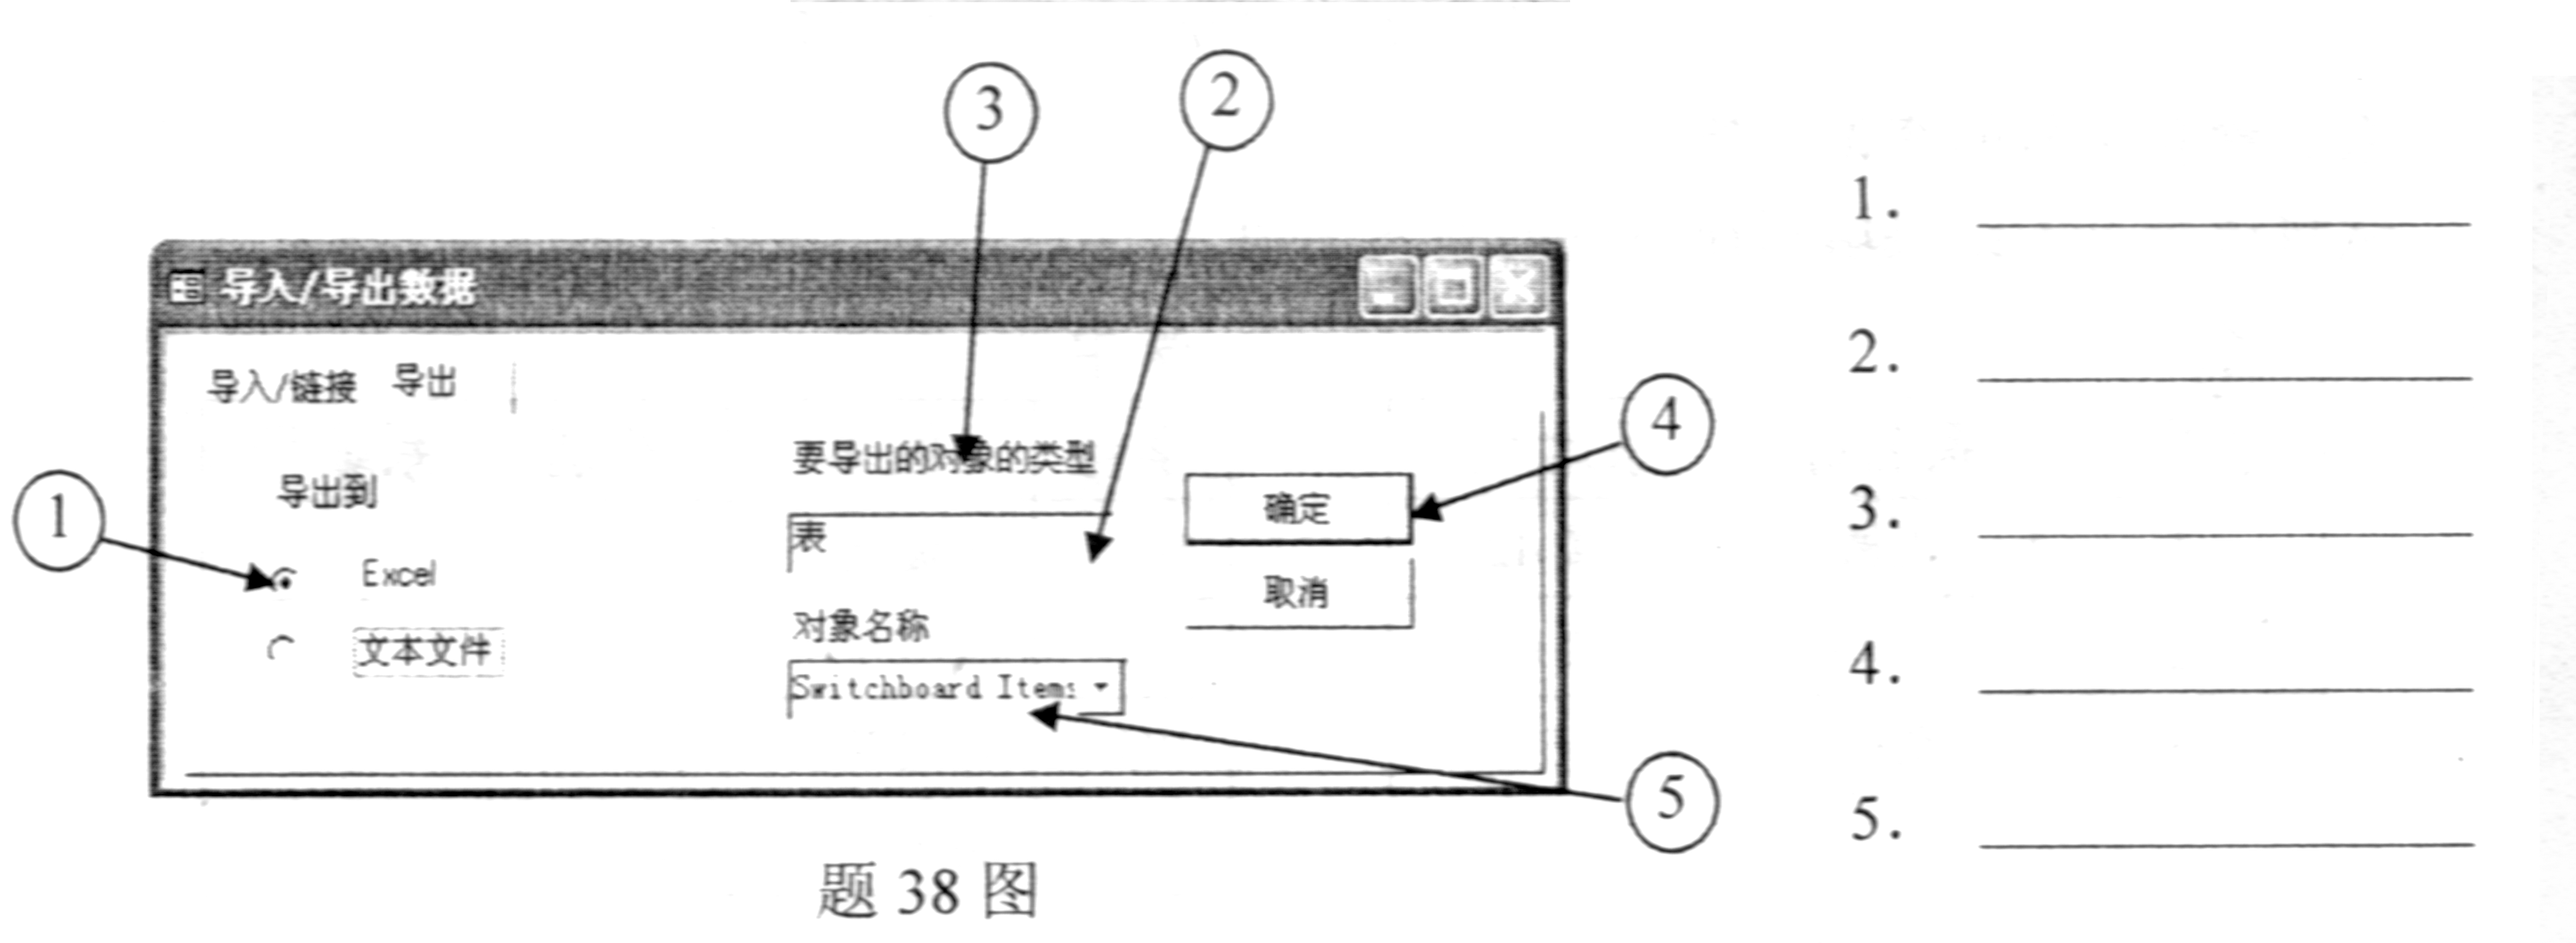 3
2
1.
导入/导出数据
2.
导入/链接 导出
4
要导出的对象的类型
导出到
1
确定
3.
表
Excel
取消
对象名称
文本文件
4.
Switchboard Items
5
5.
题 38 图